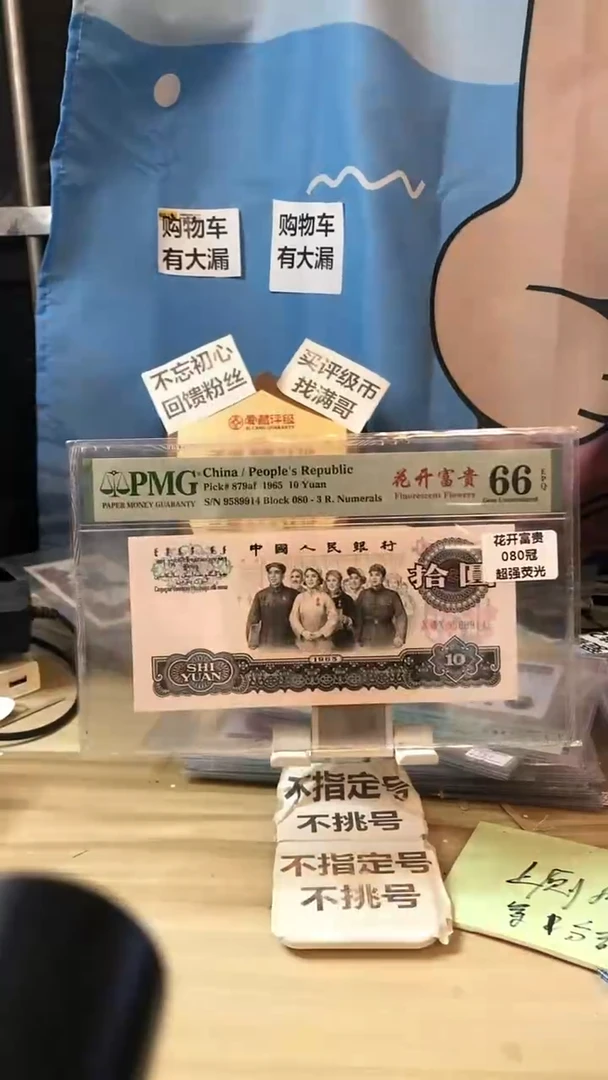 购物车
有大漏
购物车
有大漏
不忘初心
回馈粉丝
买评级币
找满哥
爱藏评级
PMG
PAPER MONEY GUARANTY
China / People's Republic
Pick# 879af 1965 10 Yuan
S/N 9589914 Block 080 - 3 R. Numerals
花开富贵
Fluorescent Flowers
66
EPQ
Gem Uncirculated
花开富贵
080冠
超强荧光
中國人民銀行
拾圓
1965
SHI
YUAN
10
不指定号
不挑号
不指定号
不挑号